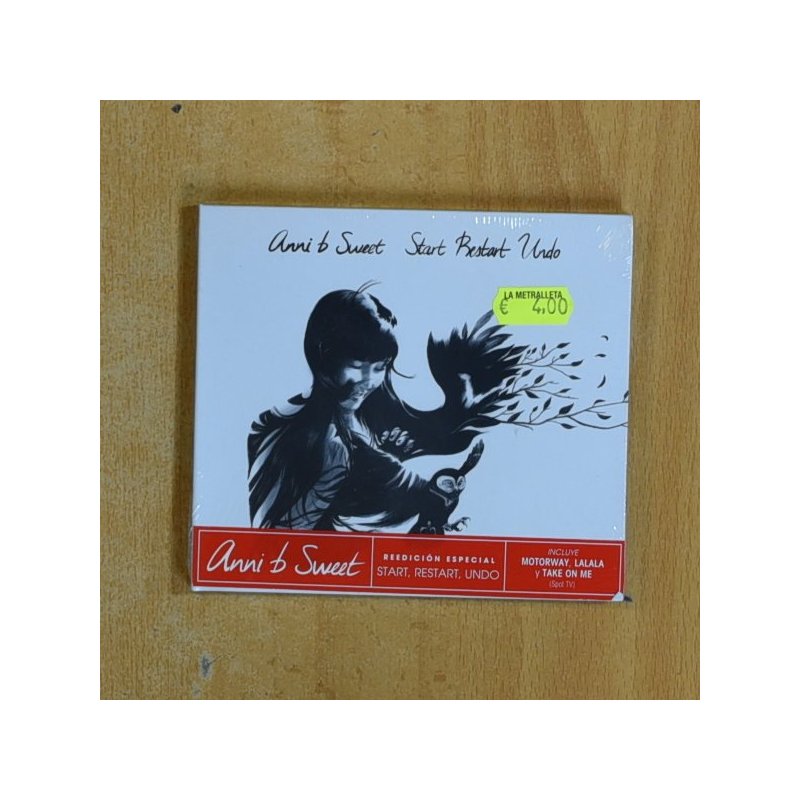 Anni b Sweet Start Restart Undo
LA METRALLETA
€ 4,00
Anni b Sweet
REEDICIÓN ESPECIAL
START, RESTART, UNDO
INCLUYE
MOTORWAY, LALALA
y TAKE ON ME
(Spot TV)